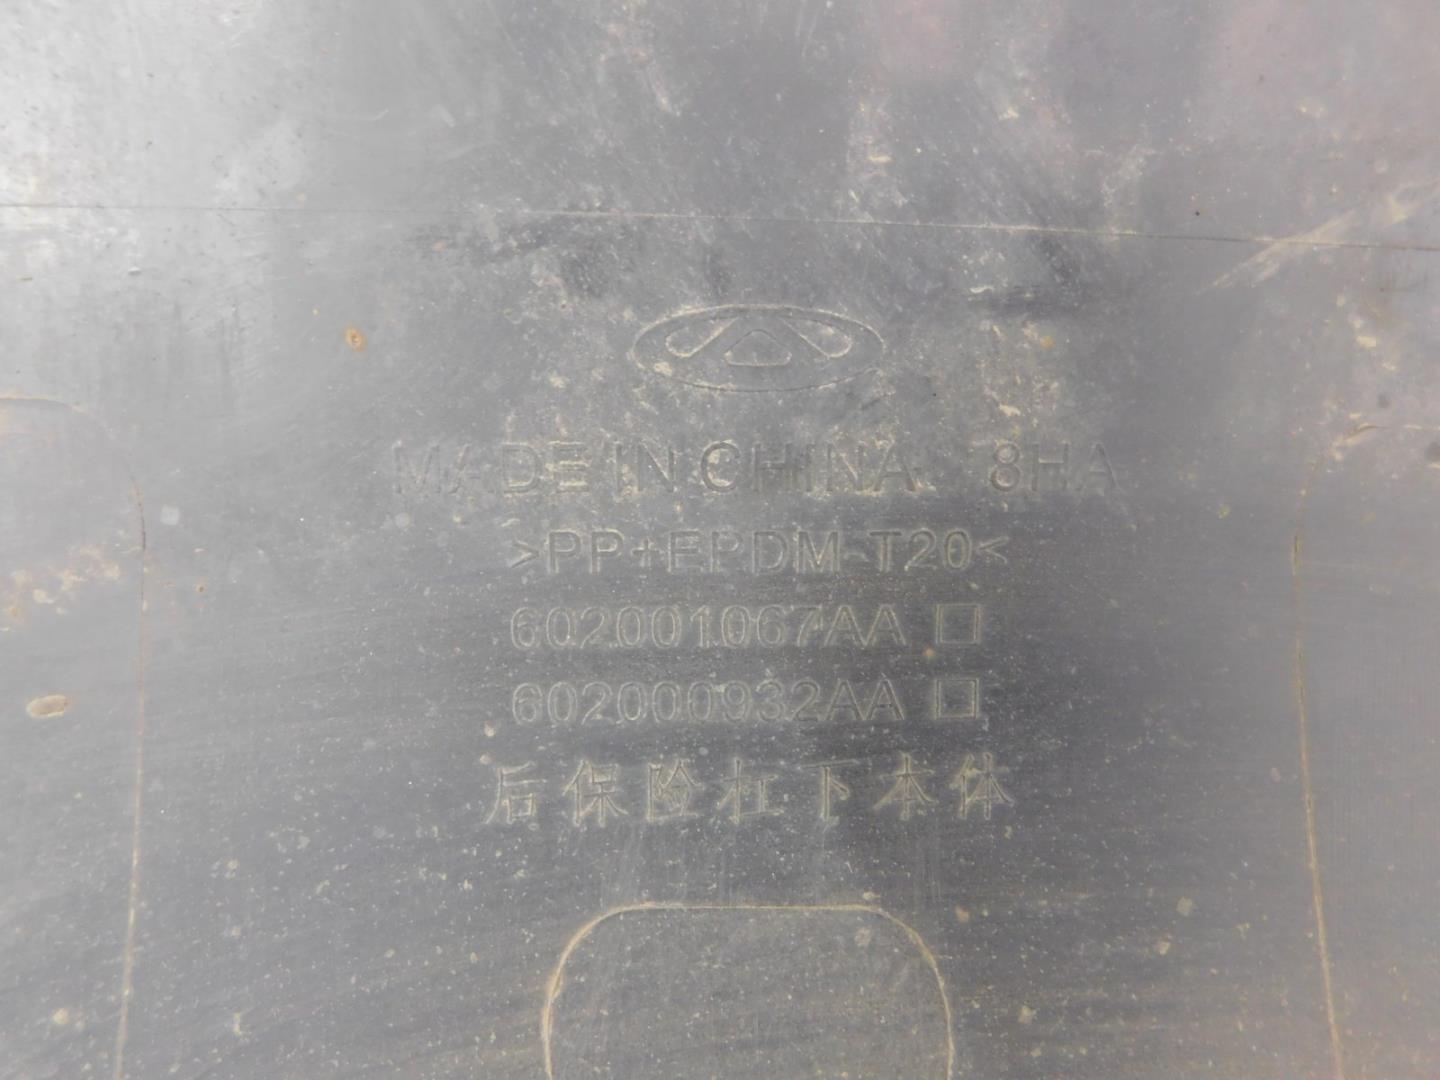 MADE IN CHINA 8HA
>PP+EPDM-T20<
602001067AA □
602000932AA □
后保险杠下本体